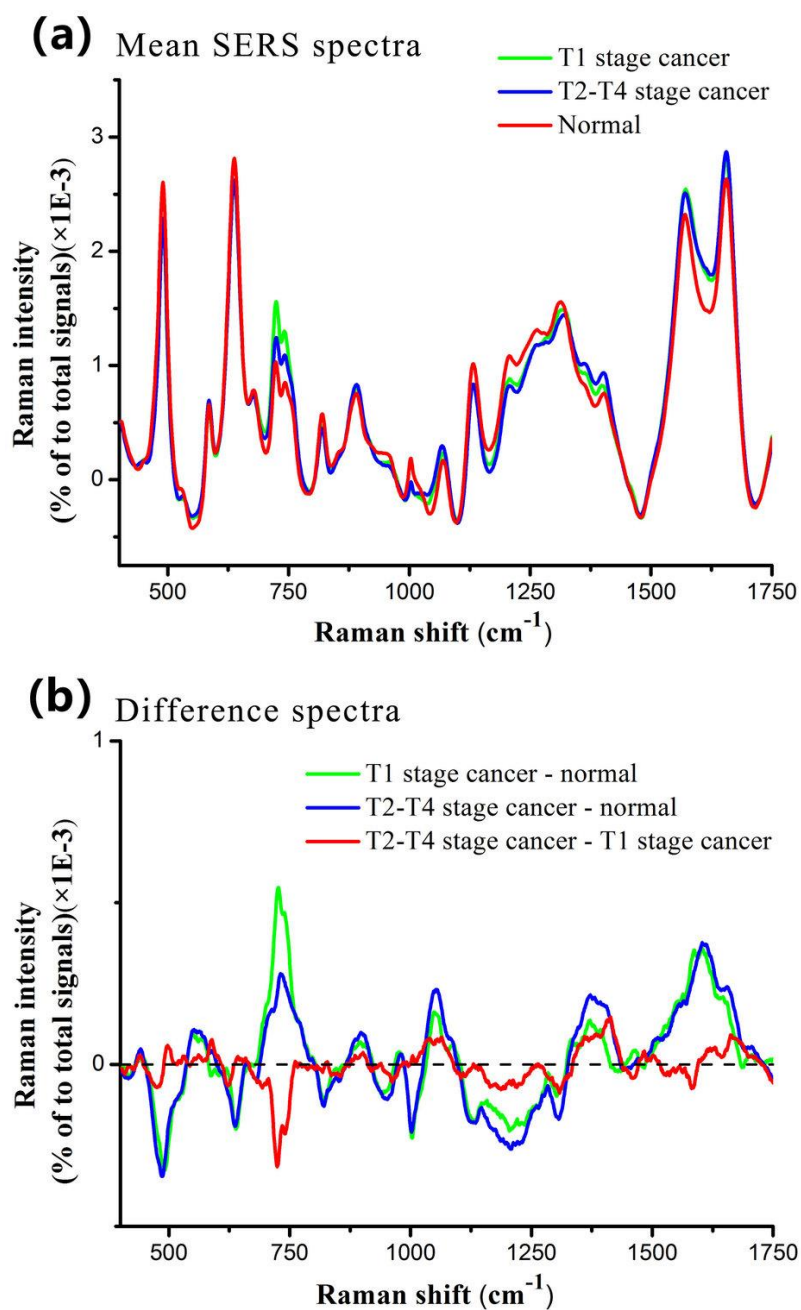 (a) Mean SERS spectra
T1 stage cancer
T2-T4 stage cancer
Normal
Raman intensity
(% of to total signals)(×1E-3)
3
2
1
0
500 750 1000 1250 1500 1750
Raman shift (cm⁻¹)
(b) Difference spectra
T1 stage cancer - normal
T2-T4 stage cancer - normal
T2-T4 stage cancer - T1 stage cancer
Raman intensity
(% of to total signals)(×1E-3)
1
0
500 750 1000 1250 1500 1750
Raman shift (cm⁻¹)